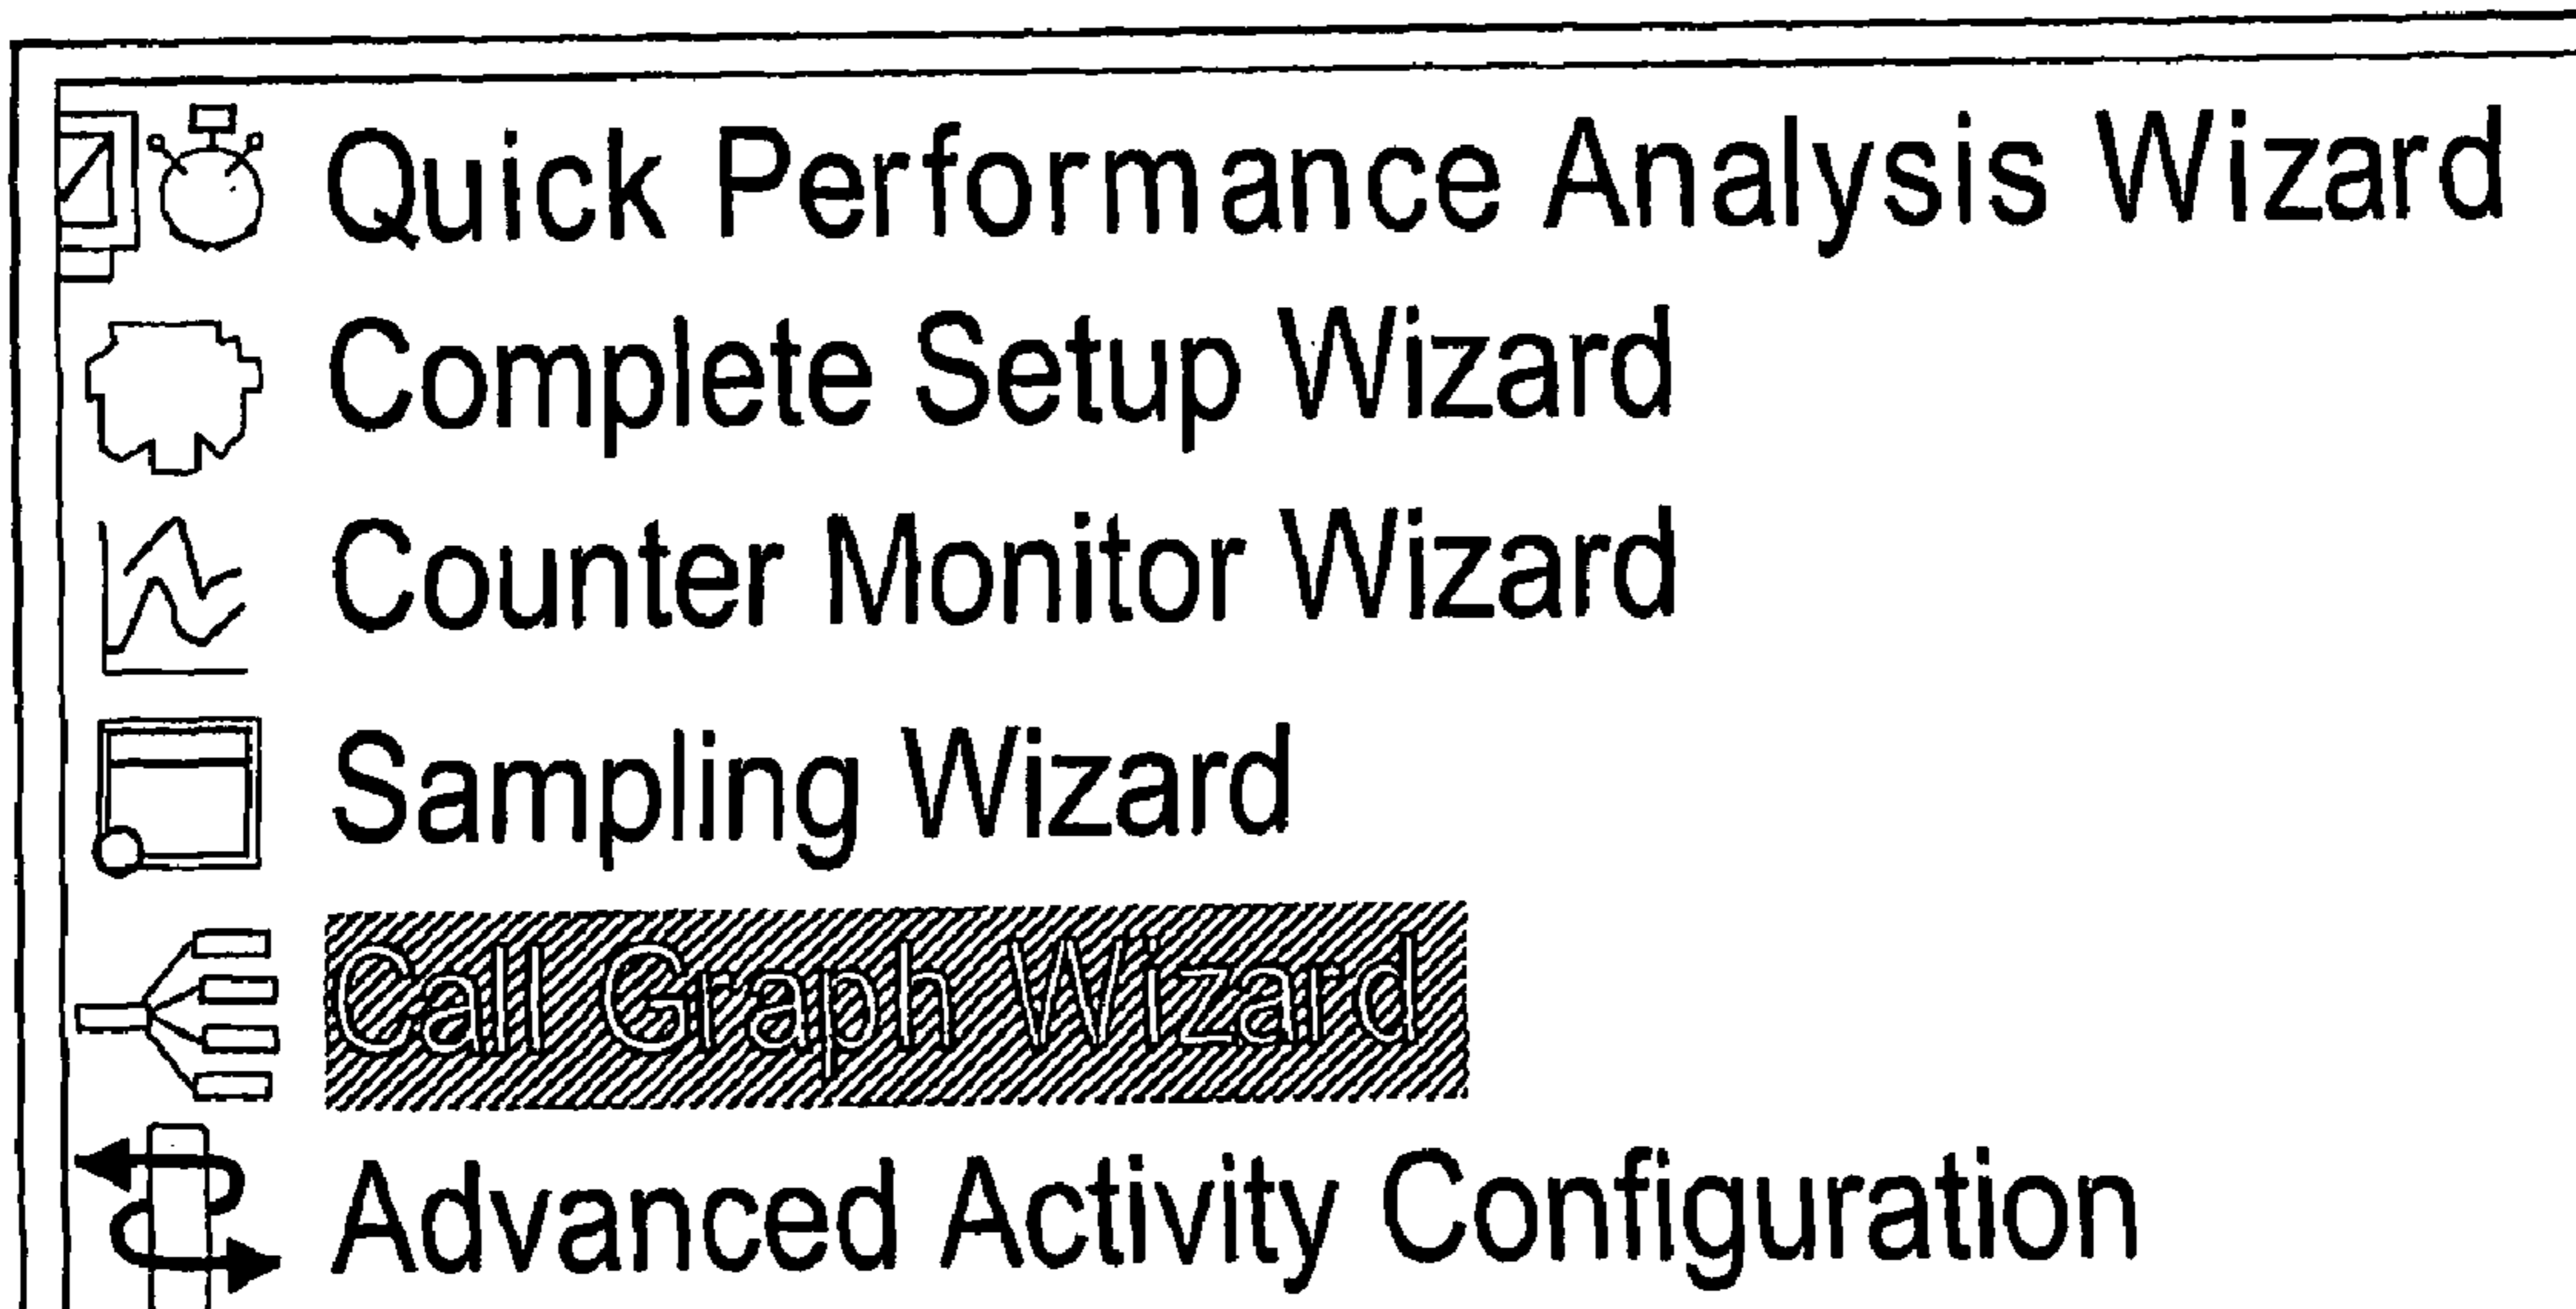 Quick Performance Analysis Wizard
Complete Setup Wizard
Counter Monitor Wizard
Sampling Wizard
Call Graph Wizard
Advanced Activity Configuration